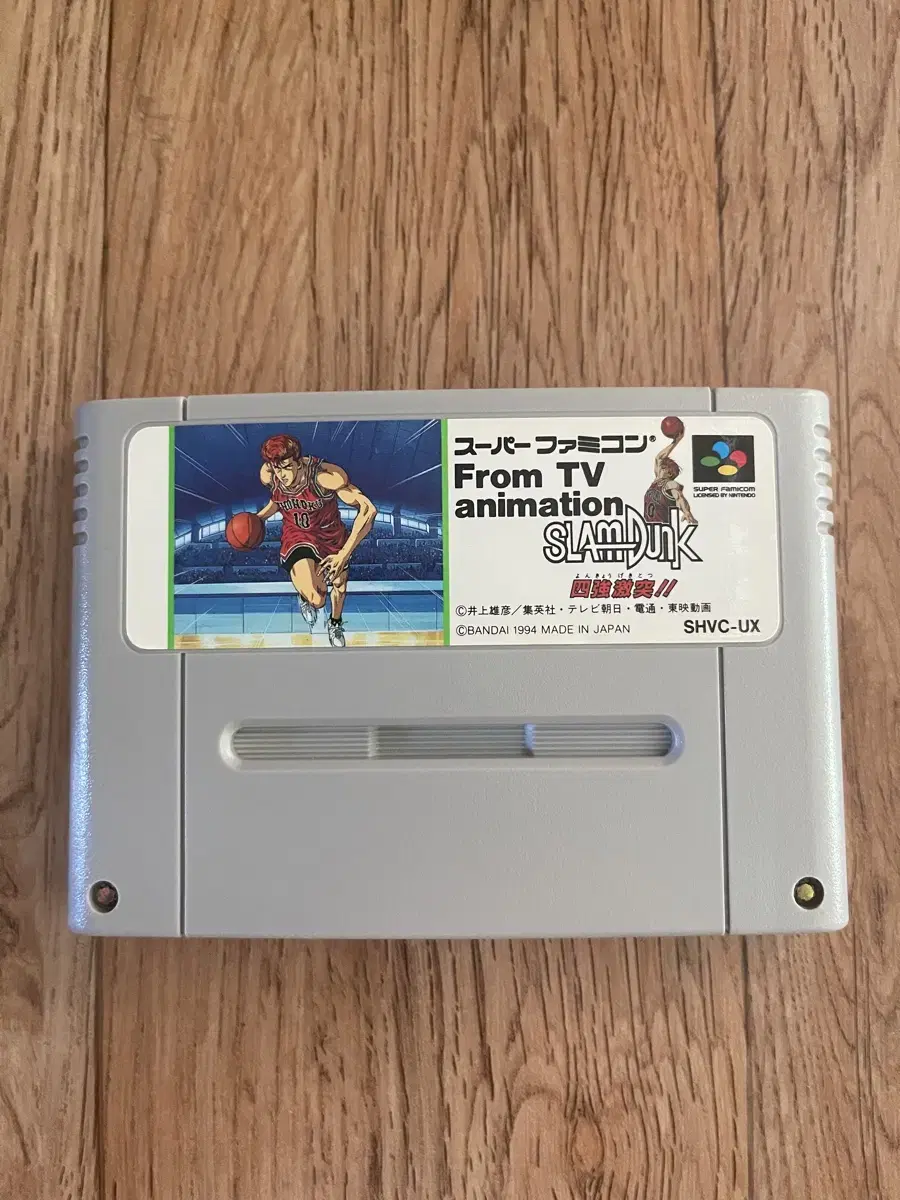 スーパーファミコン®
From TV
animation
SLAM DUNK
よんきょうげきとつ
四強激突!!
©井上雄彦／集英社・テレビ朝日・電通・東映動画
©BANDAI 1994 MADE IN JAPAN
SHVC-UX
SUPER FAMICOM
LICENSED BY NINTENDO
SHOHOKU
10